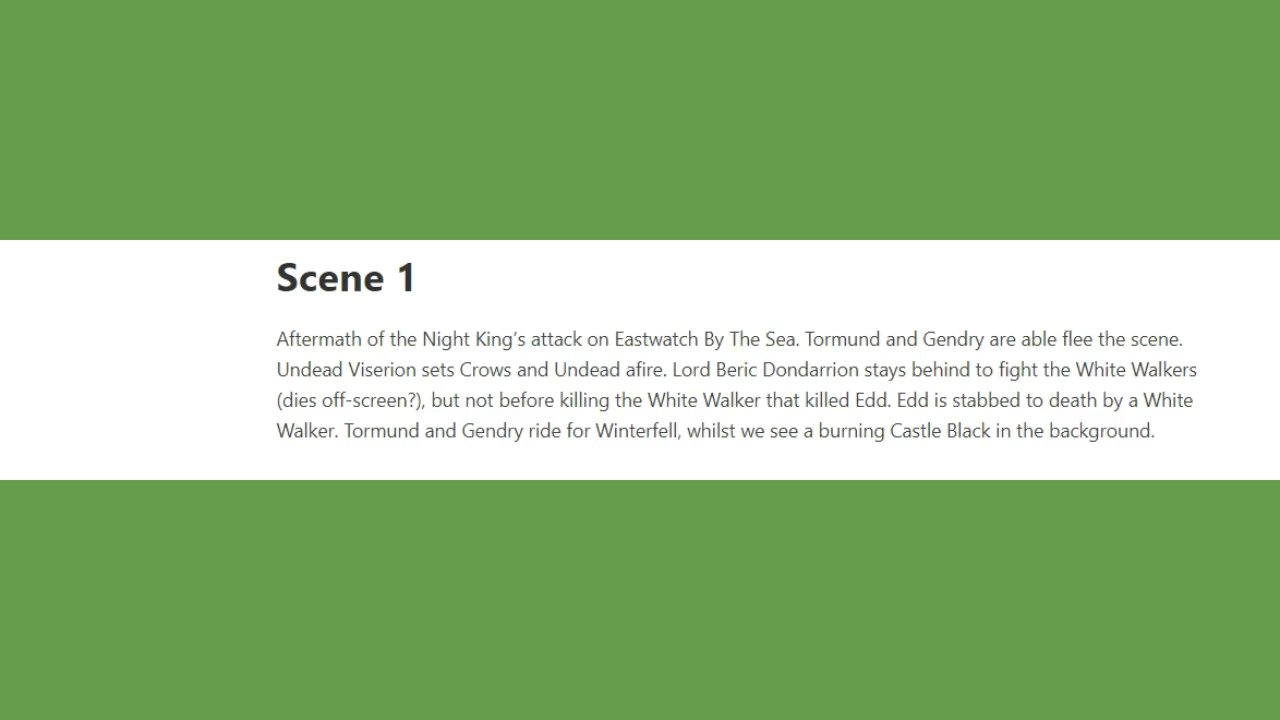 Scene 1
Aftermath of the Night King’s attack on Eastwatch By The Sea. Tormund and Gendry are able flee the scene.
Undead Viserion sets Crows and Undead afire. Lord Beric Dondarrion stays behind to fight the White Walkers
(dies off-screen?), but not before killing the White Walker that killed Edd. Edd is stabbed to death by a White
Walker. Tormund and Gendry ride for Winterfell, whilst we see a burning Castle Black in the background.